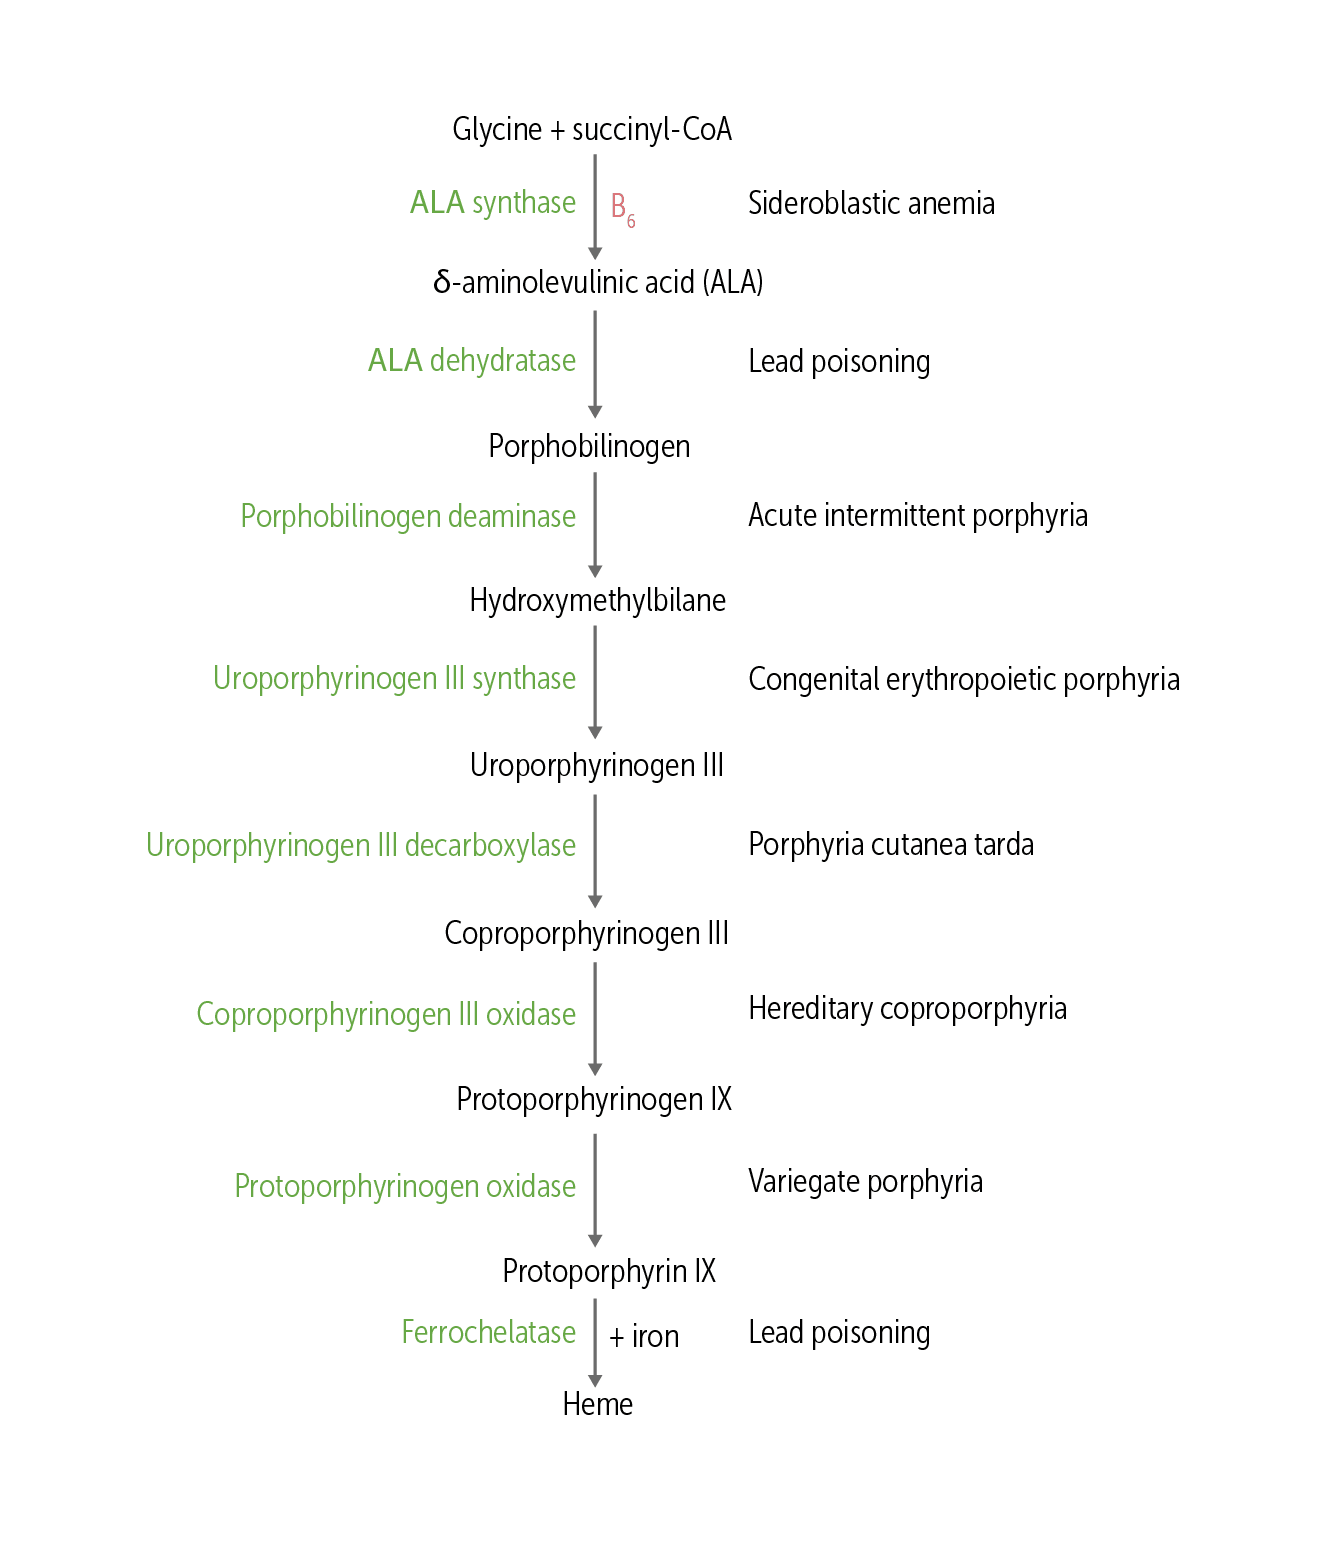 Glycine + succinyl-CoA
ALA synthase B6 Sideroblastic anemia
δ-aminolevulinic acid (ALA)
ALA dehydratase Lead poisoning
Porphobilinogen
Porphobilinogen deaminase Acute intermittent porphyria
Hydroxymethylbilane
Uroporphyrinogen III synthase Congenital erythropoietic porphyria
Uroporphyrinogen III
Uroporphyrinogen III decarboxylase Porphyria cutanea tarda
Coproporphyrinogen III
Coproporphyrinogen III oxidase Hereditary coproporphyria
Protoporphyrinogen IX
Protoporphyrinogen oxidase Variegate porphyria
Protoporphyrin IX
Ferrochelatase + iron Lead poisoning
Heme